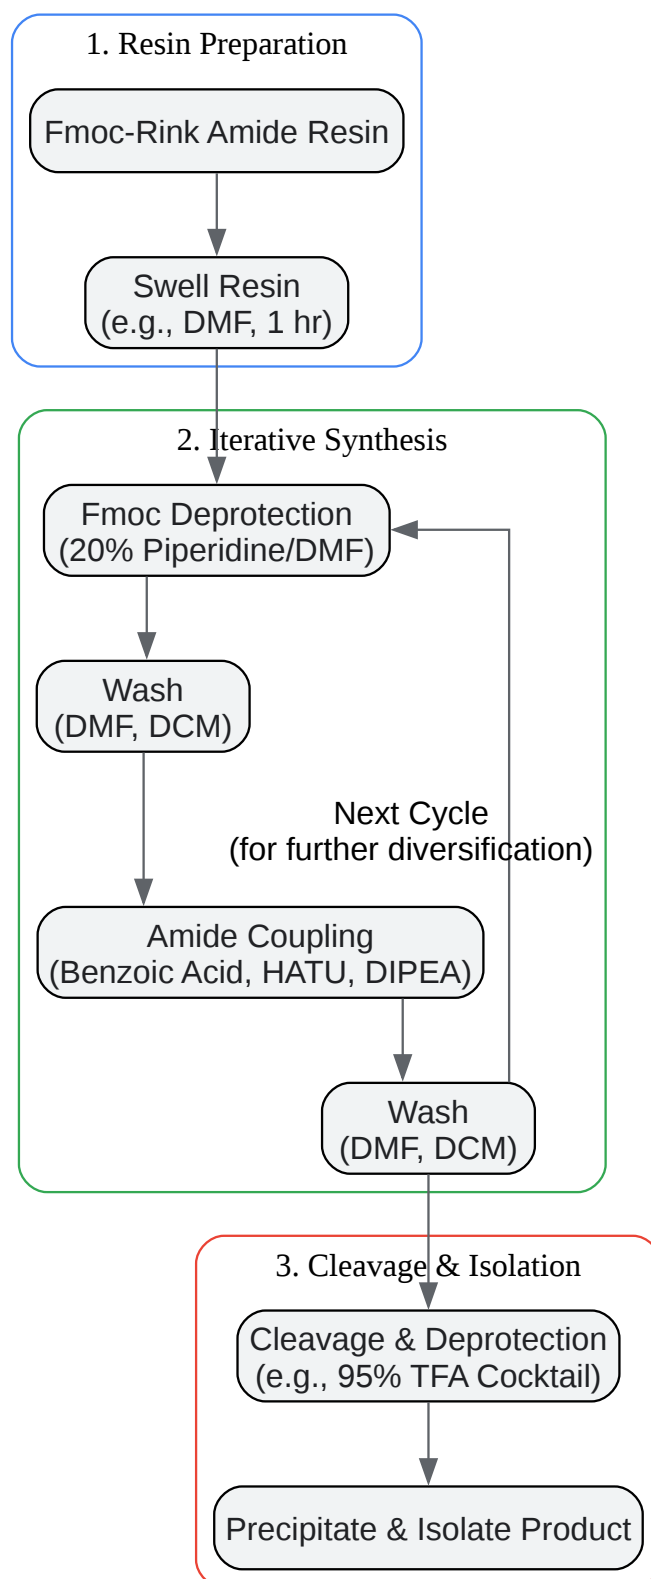 1. Resin Preparation
Fmoc-Rink Amide Resin
Swell Resin
(e.g., DMF, 1 hr)
2. Iterative Synthesis
Fmoc Deprotection
(20% Piperidine/DMF)
Wash
(DMF, DCM)
Next Cycle
(for further diversification)
Amide Coupling
(Benzoic Acid, HATU, DIPEA)
Wash
(DMF, DCM)
3. Cleavage & Isolation
Cleavage & Deprotection
(e.g., 95% TFA Cocktail)
Precipitate & Isolate Product